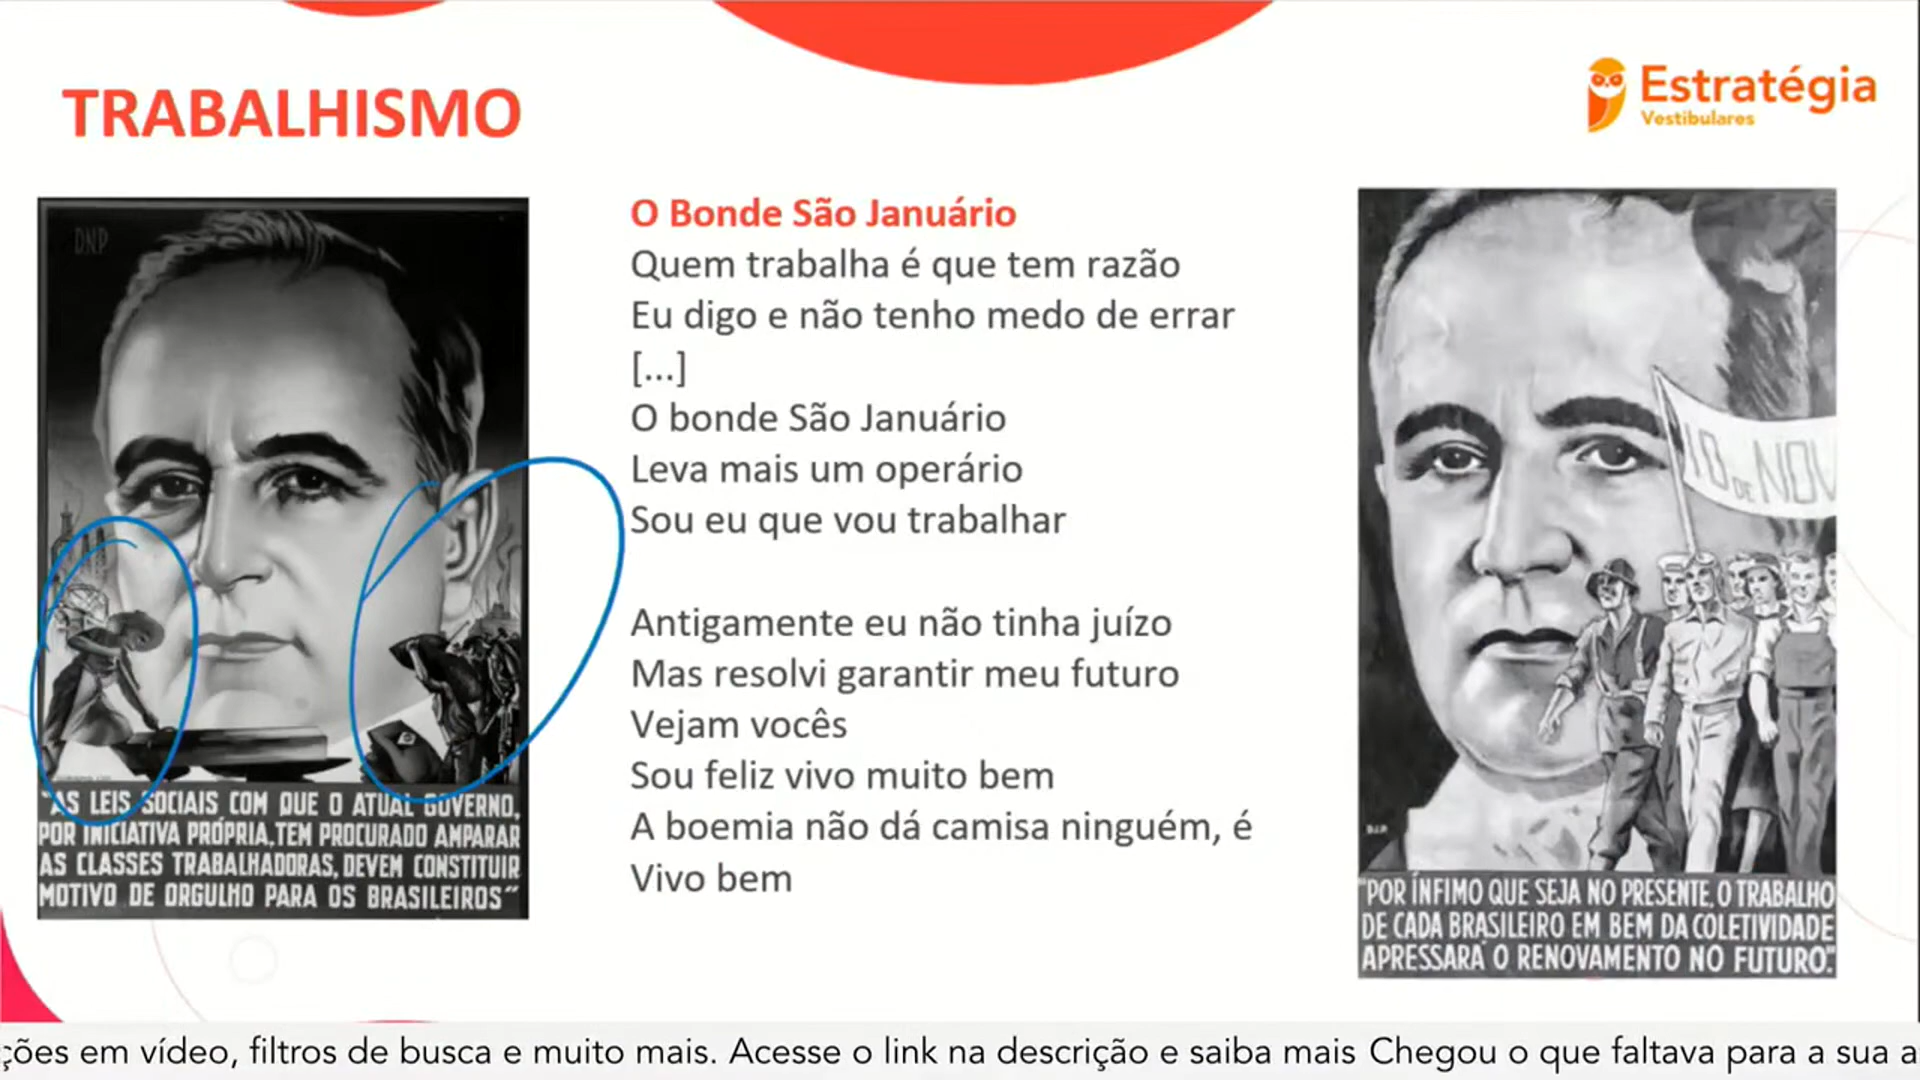 TRABALHISMO
Estratégia
Vestibulares
DNP
"AS LEIS SOCIAIS COM QUE O ATUAL GOVERNO,
POR INICIATIVA PRÓPRIA, TEM PROCURADO AMPARAR
AS CLASSES TRABALHADORAS, DEVEM CONSTITUIR
MOTIVO DE ORGULHO PARA OS BRASILEIROS"
O Bonde São Januário
Quem trabalha é que tem razão
Eu digo e não tenho medo de errar
[...]
O bonde São Januário
Leva mais um operário
Sou eu que vou trabalhar
Antigamente eu não tinha juízo
Mas resolvi garantir meu futuro
Vejam vocês
Sou feliz vivo muito bem
A boemia não dá camisa ninguém, é
Vivo bem
10 DE NOV
D.I.P.
"POR ÍNFIMO QUE SEJA NO PRESENTE, O TRABALHO
DE CADA BRASILEIRO EM BEM DA COLETIVIDADE
APRESSARÁ O RENOVAMENTO NO FUTURO."
ções em vídeo, filtros de busca e muito mais. Acesse o link na descrição e saiba mais Chegou o que faltava para a sua a